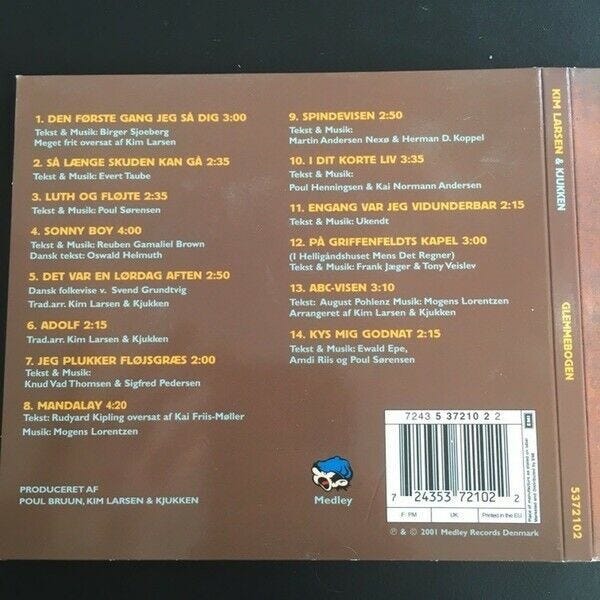 1. DEN FØRSTE GANG JEG SÅ DIG 3:00
Tekst & Musik: Birger Sjoeberg
Meget frit oversat af Kim Larsen
2. SÅ LÆNGE SKUDEN KAN GÅ 2:35
Tekst & Musik: Evert Taube
3. LUTH OG FLØJTE 2:35
Tekst & Musik: Poul Sørensen
4. SONNY BOY 4:00
Tekst & Musik: Reuben Gamaliel Brown
Dansk tekst: Oswald Helmuth
5. DET VAR EN LØRDAG AFTEN 2:50
Dansk folkevise v. Svend Grundtvig
Trad.arr. Kim Larsen & Kjukken
6. ADOLF 2:15
Trad.arr. Kim Larsen & Kjukken
7. JEG PLUKKER FLØJSGRÆS 2:00
Tekst & Musik:
Knud Vad Thomsen & Sigfred Pedersen
8. MANDALAY 4:20
Tekst: Rudyard Kipling oversat af Kai Friis-Møller
Musik: Mogens Lorentzen
PRODUCERET AF
POUL BRUUN, KIM LARSEN & KJUKKEN
9. SPINDEVISEN 2:50
Tekst & Musik:
Martin Andersen Nexø & Herman D. Koppel
10. I DIT KORTE LIV 3:35
Tekst & Musik:
Poul Henningsen & Kai Normann Andersen
11. ENGANG VAR JEG VIDUNDERBAR 2:15
Tekst & Musik: Ukendt
12. PÅ GRIFFENFELDTS KAPEL 3:00
(I Helligåndshuset Mens Det Regner)
Tekst & Musik: Frank Jæger & Tony Vejslev
13. ABC-VISEN 3:10
Tekst: August Pohlenz Musik: Mogens Lorentzen
Arrangeret af Kim Larsen & Kjukken
14. KYS MIG GODNAT 2:15
Tekst & Musik: Ewald Epe,
Arndi Riis og Poul Sørensen
Medley
7243 5 37210 2 2
7 24353 72102 2
EMI
F: PM
UK
Printed in the EU
℗ & © 2001 Medley Records Denmark
KIM LARSEN & KJUKKEN
GLEMMEBOGEN
5372102